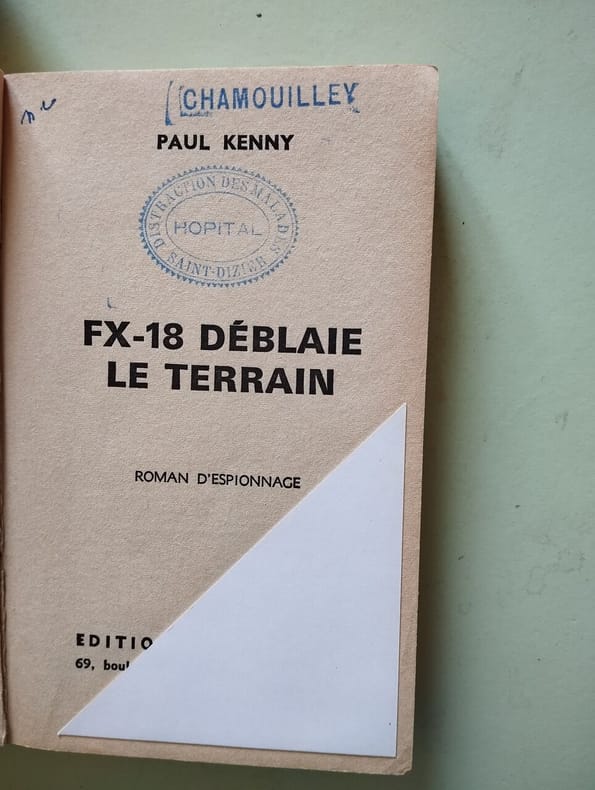 CHAMOUILLEY
PAUL KENNY
DISTRACTION DES MALADES
HOPITAL
SAINT-DIZIER
FX-18 DÉBLAIE
LE TERRAIN
ROMAN D'ESPIONNAGE
EDITIO
69, boul